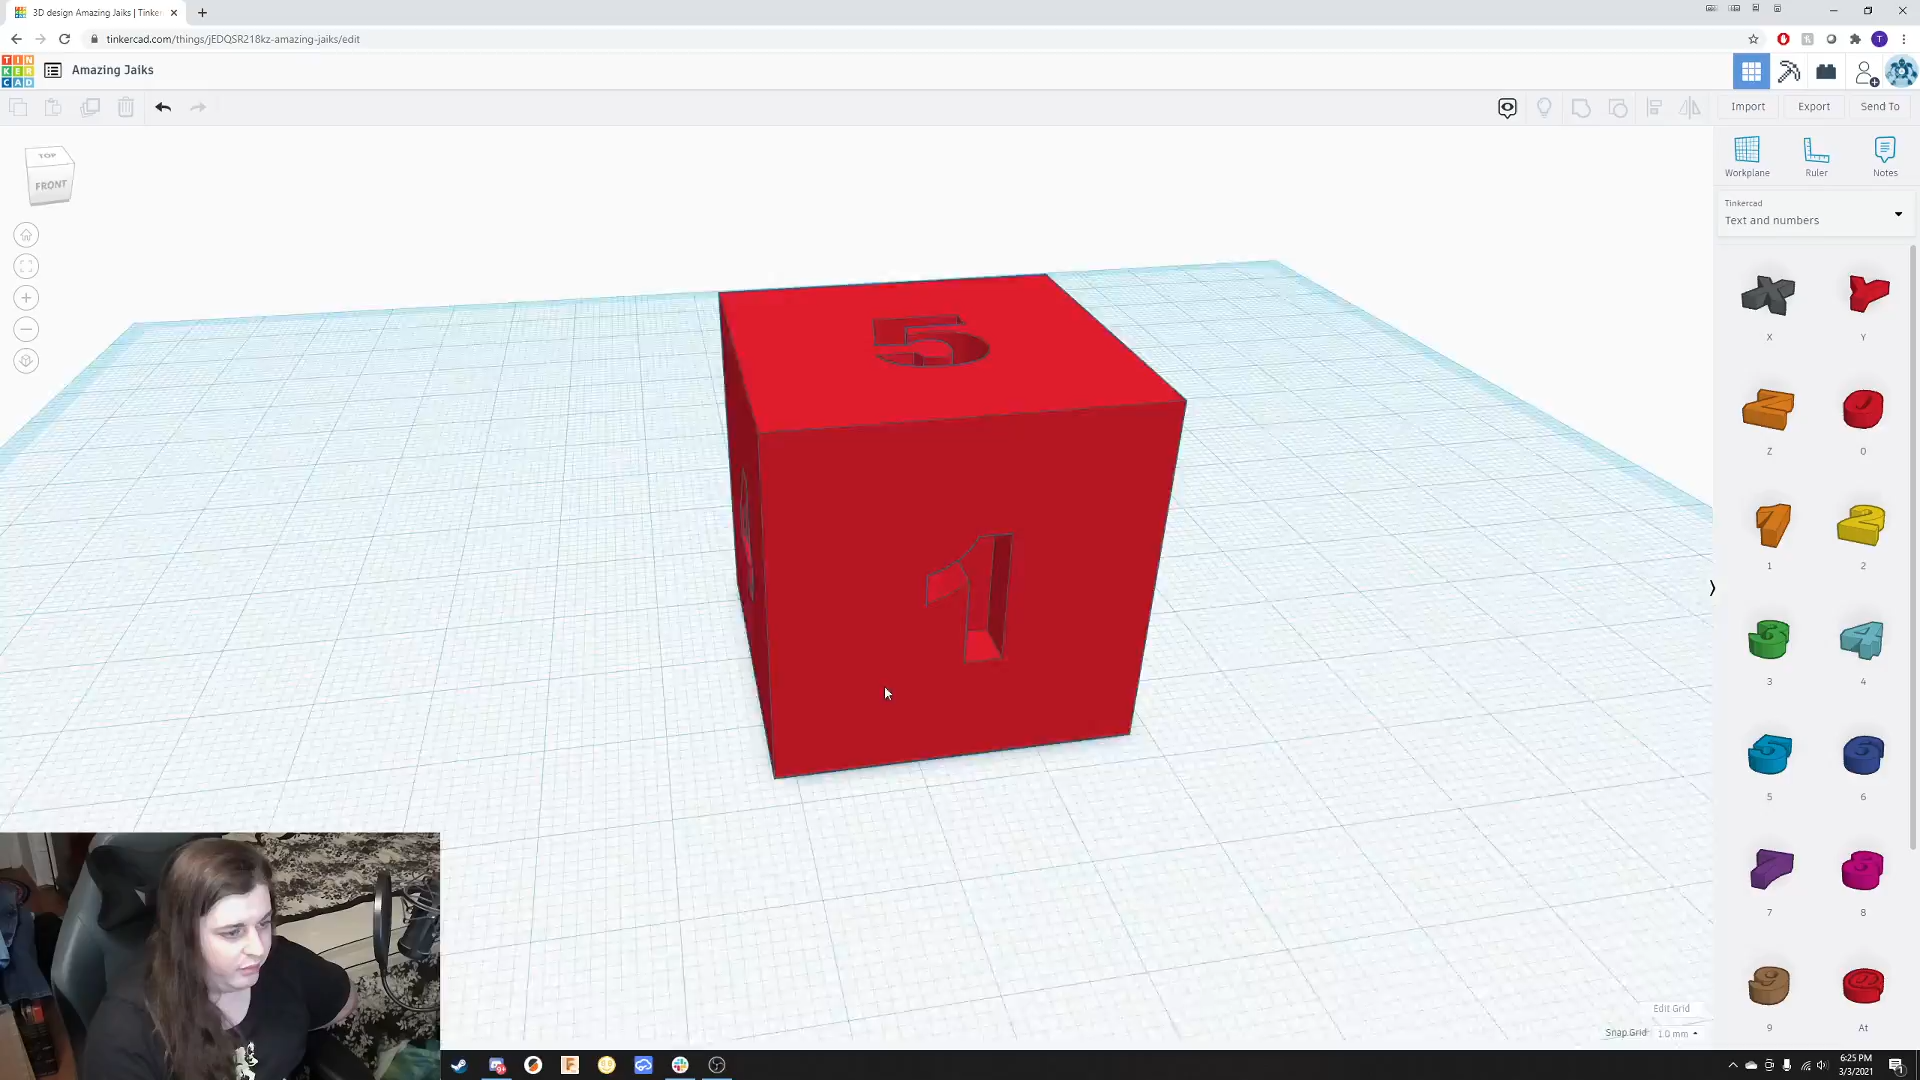 3D design Amazing Jaiks | Tinker
tinkercad.com/things/jEDQSR218kz-amazing-jaiks/edit
T
TIN
KER
CAD
Amazing Jaiks
Import
Export
Send To
TOP
FRONT
Workplane
Ruler
Notes
Tinkercad
Text and numbers
X
Y
Z
0
1
2
3
4
5
6
7
8
9
At
5
1
Edit Grid
Snap Grid
1.0 mm
6:25 PM
3/3/2021